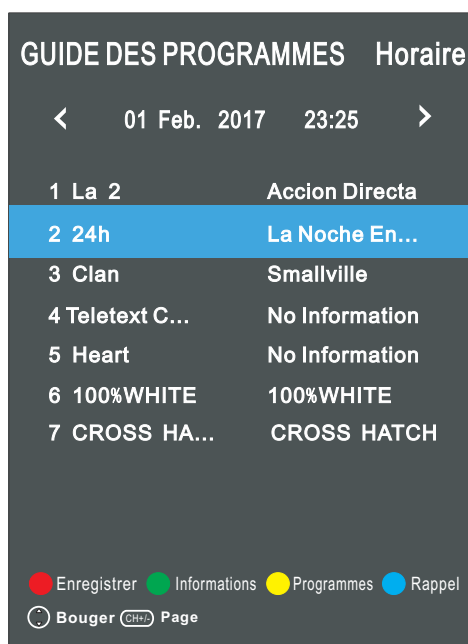 GUIDE DES PROGRAMMES Horaire
< 01 Feb. 2017 23:25 >
1 La 2 Accion Directa
2 24h La Noche En...
3 Clan Smallville
4 Teletext C... No Information
5 Heart No Information
6 100%WHITE 100%WHITE
7 CROSS HA... CROSS HATCH
Enregistrer Informations Programmes Rappel
Bouger CH+/- Page